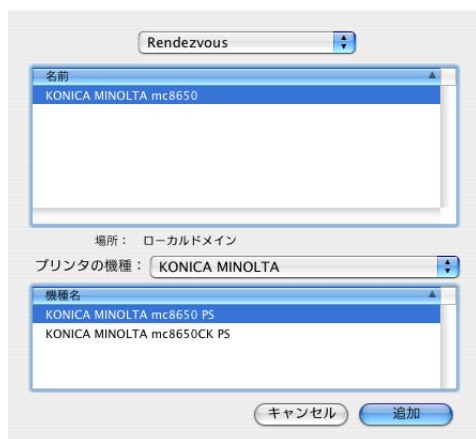 Rendezvous
名前
KONICA MINOLTA mc8650
場所： ローカルドメイン
プリンタの機種： KONICA MINOLTA
機種名
KONICA MINOLTA mc8650 PS
KONICA MINOLTA mc8650CK PS
キャンセル 追加